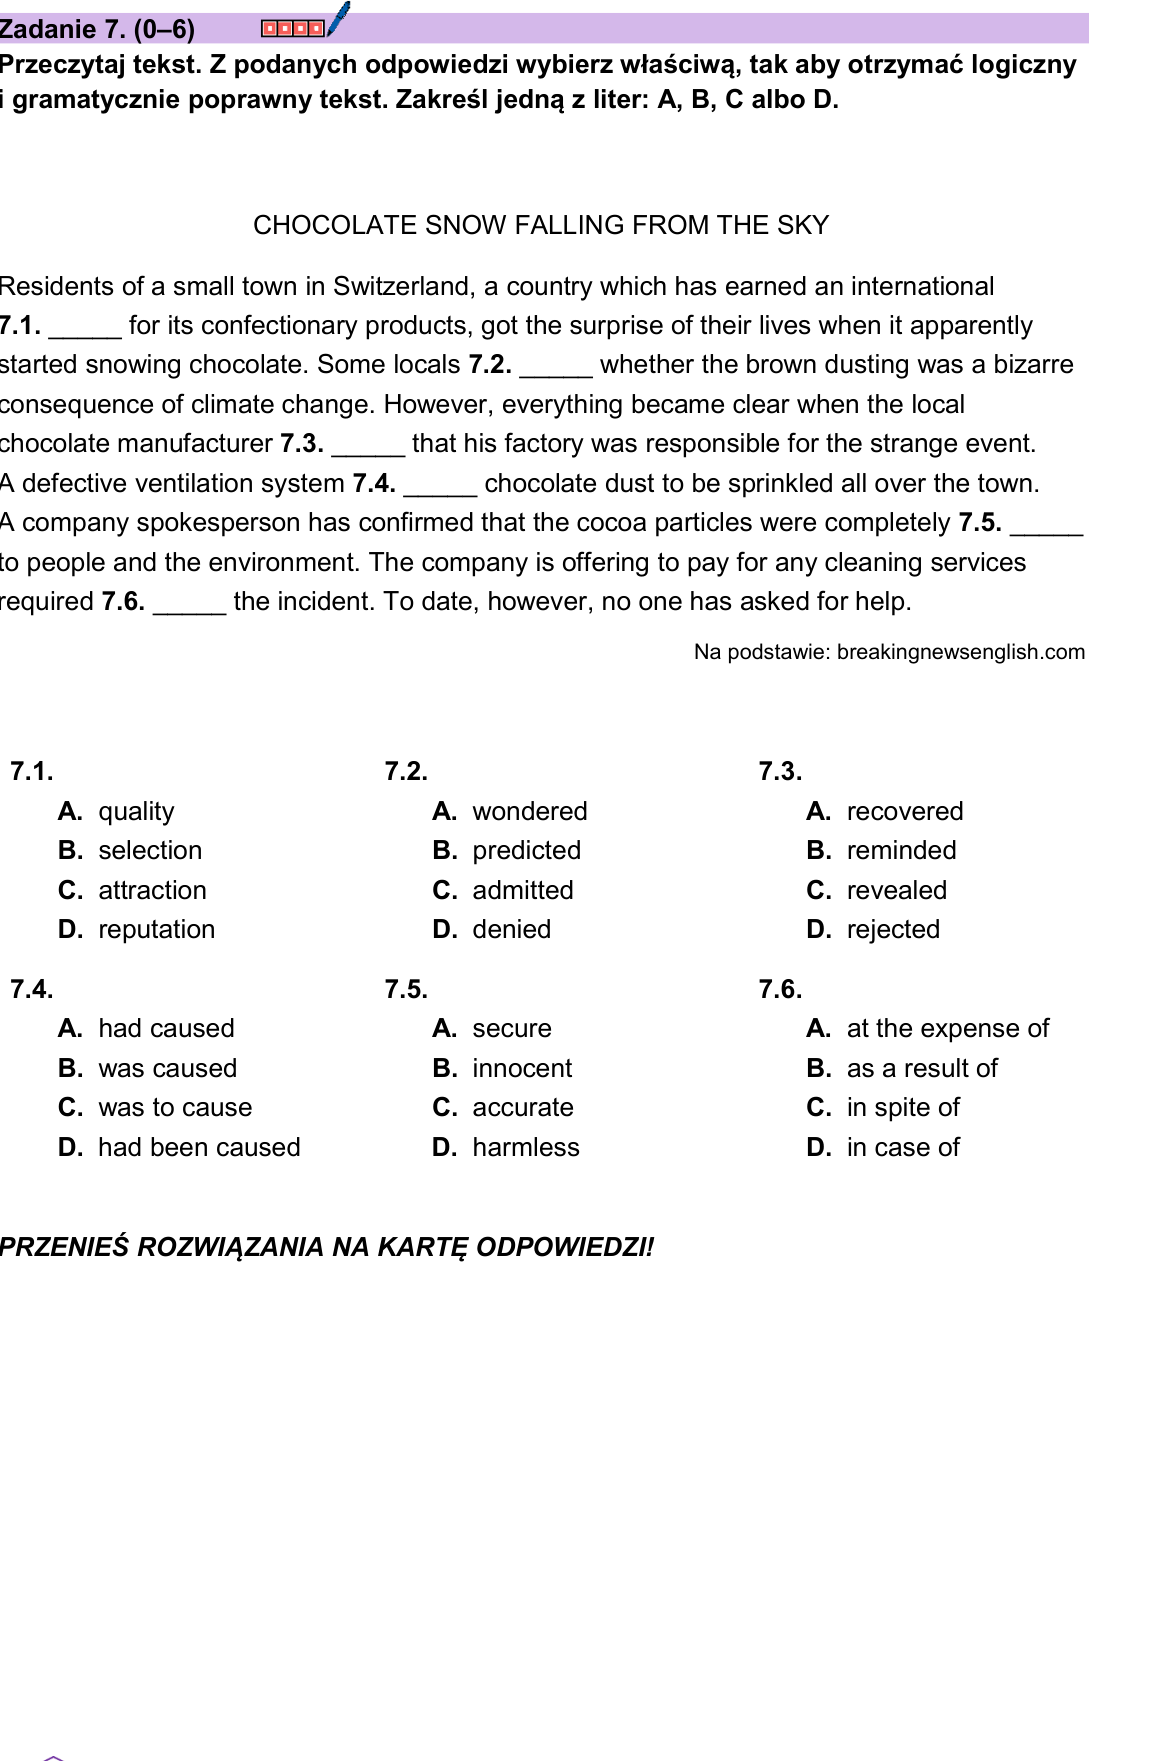 Zadanie 7. (0–6)
Przeczytaj tekst. Z podanych odpowiedzi wybierz właściwą, tak aby otrzymać logiczny
i gramatycznie poprawny tekst. Zakreśl jedną z liter: A, B, C albo D.
CHOCOLATE SNOW FALLING FROM THE SKY
Residents of a small town in Switzerland, a country which has earned an international
7.1. _____ for its confectionary products, got the surprise of their lives when it apparently
started snowing chocolate. Some locals 7.2. _____ whether the brown dusting was a bizarre
consequence of climate change. However, everything became clear when the local
chocolate manufacturer 7.3. _____ that his factory was responsible for the strange event.
A defective ventilation system 7.4. _____ chocolate dust to be sprinkled all over the town.
A company spokesperson has confirmed that the cocoa particles were completely 7.5. _____
to people and the environment. The company is offering to pay for any cleaning services
required 7.6. _____ the incident. To date, however, no one has asked for help.
Na podstawie: breakingnewsenglish.com
7.1.
A. quality
B. selection
C. attraction
D. reputation
7.2.
A. wondered
B. predicted
C. admitted
D. denied
7.3.
A. recovered
B. reminded
C. revealed
D. rejected
7.4.
A. had caused
B. was caused
C. was to cause
D. had been caused
7.5.
A. secure
B. innocent
C. accurate
D. harmless
7.6.
A. at the expense of
B. as a result of
C. in spite of
D. in case of
PRZENIEŚ ROZWIĄZANIA NA KARTĘ ODPOWIEDZI!